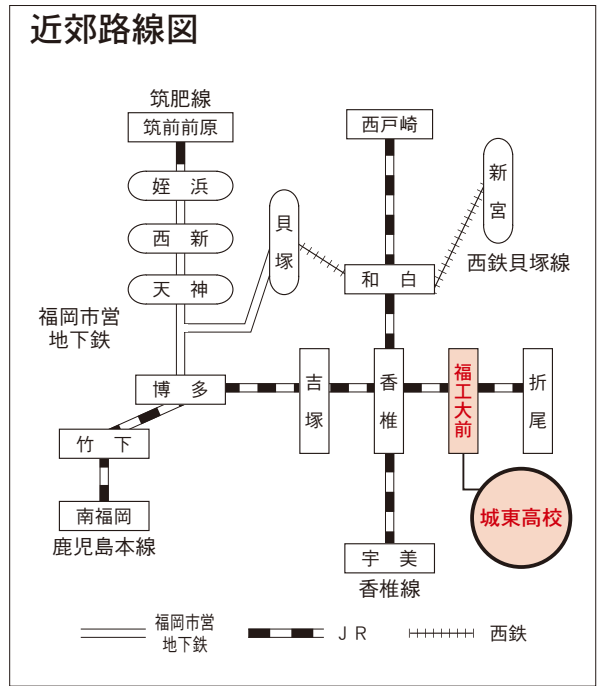 近郊路線図
筑肥線
筑前前原
西戸崎
姪浜
新宮
貝塚
西新
西鉄貝塚線
和白
天神
福岡市営
地下鉄
博多
吉塚
香椎
福工大前
折尾
竹下
南福岡
城東高校
鹿児島本線
宇美
香椎線
福岡市営
地下鉄
JR
西鉄